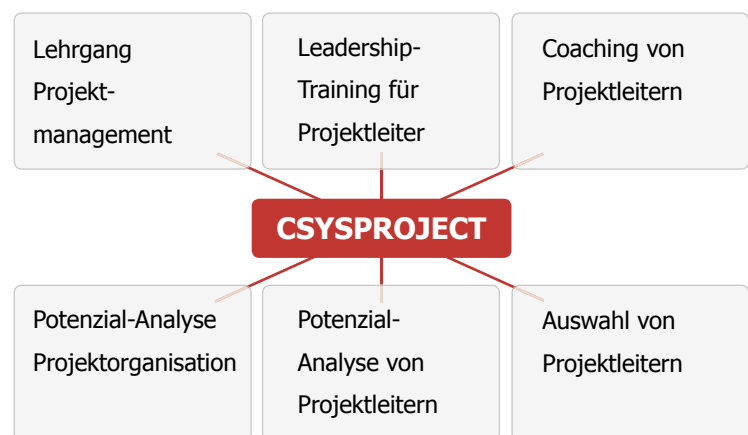 Lehrgang
Projekt-
management
Leadership-
Training für
Projektleiter
Coaching von
Projektleitern
CSYSPROJECT
Potenzial-Analyse
Projektorganisation
Potenzial-
Analyse von
Projektleitern
Auswahl von
Projektleitern